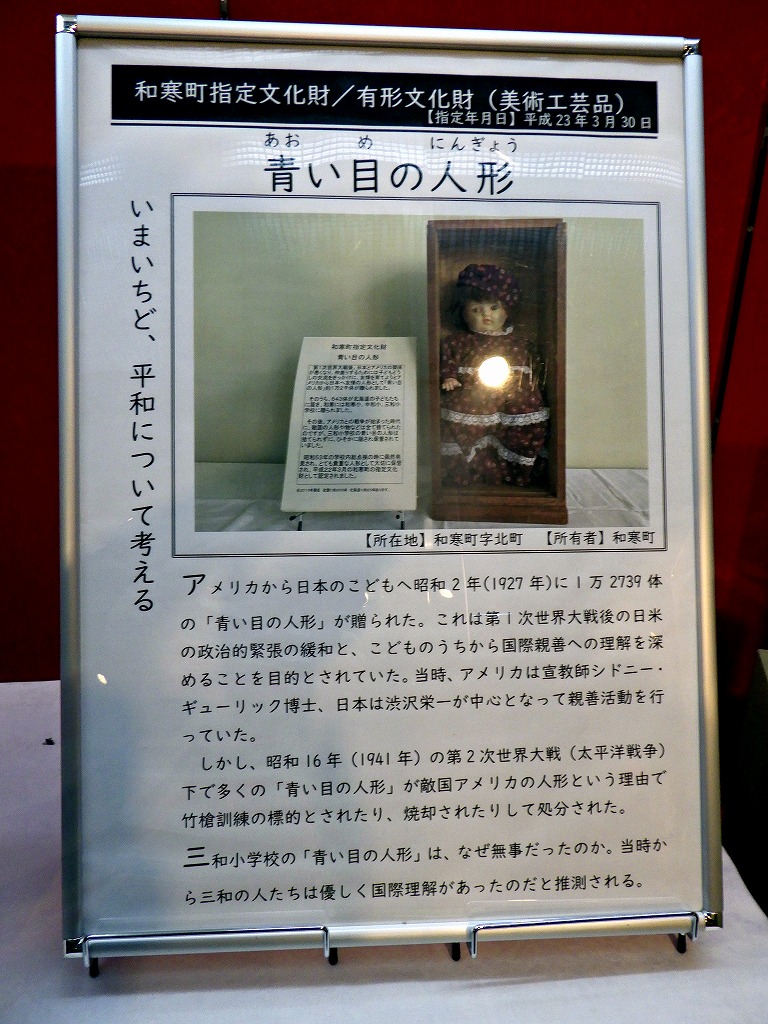 和寒町指定文化財／有形文化財（美術工芸品）
【指定年月日】平成23年3月30日
あお め にんぎょう
青い目の人形
いまいちど、平和について考える
和寒町指定文化財
青い目の人形
【所在地】和寒町字北町 【所有者】和寒町
アメリカから日本のこどもへ昭和2年(1927年)に1万2739体
の「青い目の人形」が贈られた。これは第1次世界大戦後の日米
の政治的緊張の緩和と、こどものうちから国際親善への理解を深
めることを目的とされていた。当時、アメリカは宣教師シドニー・
ギューリック博士、日本は渋沢栄一が中心となって親善活動を行
っていた。
しかし、昭和16年（1941年）の第2次世界大戦（太平洋戦争）
下で多くの「青い目の人形」が敵国アメリカの人形という理由で
竹槍訓練の標的とされたり、焼却されたりして処分された。
三和小学校の「青い目の人形」は、なぜ無事だったのか。当時か
ら三和の人たちは優しく国際理解があったのだと推測される。